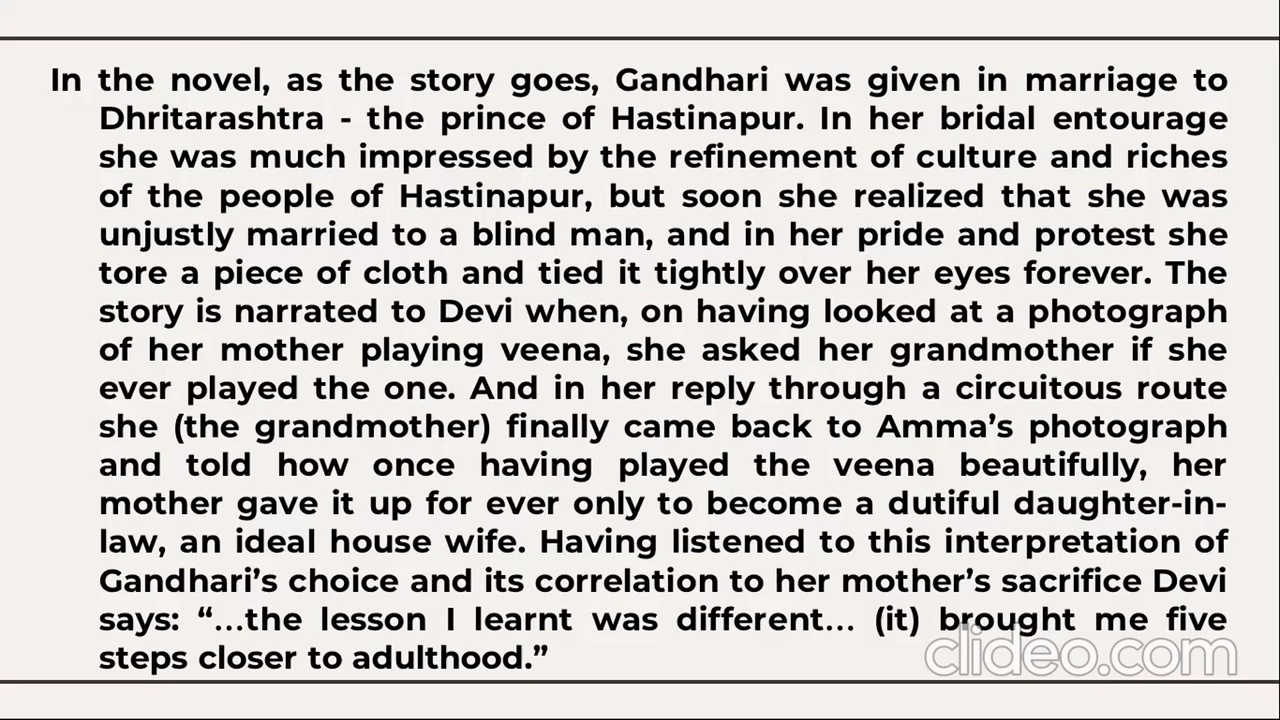 In the novel, as the story goes, Gandhari was given in marriage to
Dhritarashtra - the prince of Hastinapur. In her bridal entourage
she was much impressed by the refinement of culture and riches
of the people of Hastinapur, but soon she realized that she was
unjustly married to a blind man, and in her pride and protest she
tore a piece of cloth and tied it tightly over her eyes forever. The
story is narrated to Devi when, on having looked at a photograph
of her mother playing veena, she asked her grandmother if she
ever played the one. And in her reply through a circuitous route
she (the grandmother) finally came back to Amma’s photograph
and told how once having played the veena beautifully, her
mother gave it up for ever only to become a dutiful daughter-in-
law, an ideal house wife. Having listened to this interpretation of
Gandhari’s choice and its correlation to her mother’s sacrifice Devi
says: “…the lesson I learnt was different… (it) brought me five
steps closer to adulthood.”
clideo.com